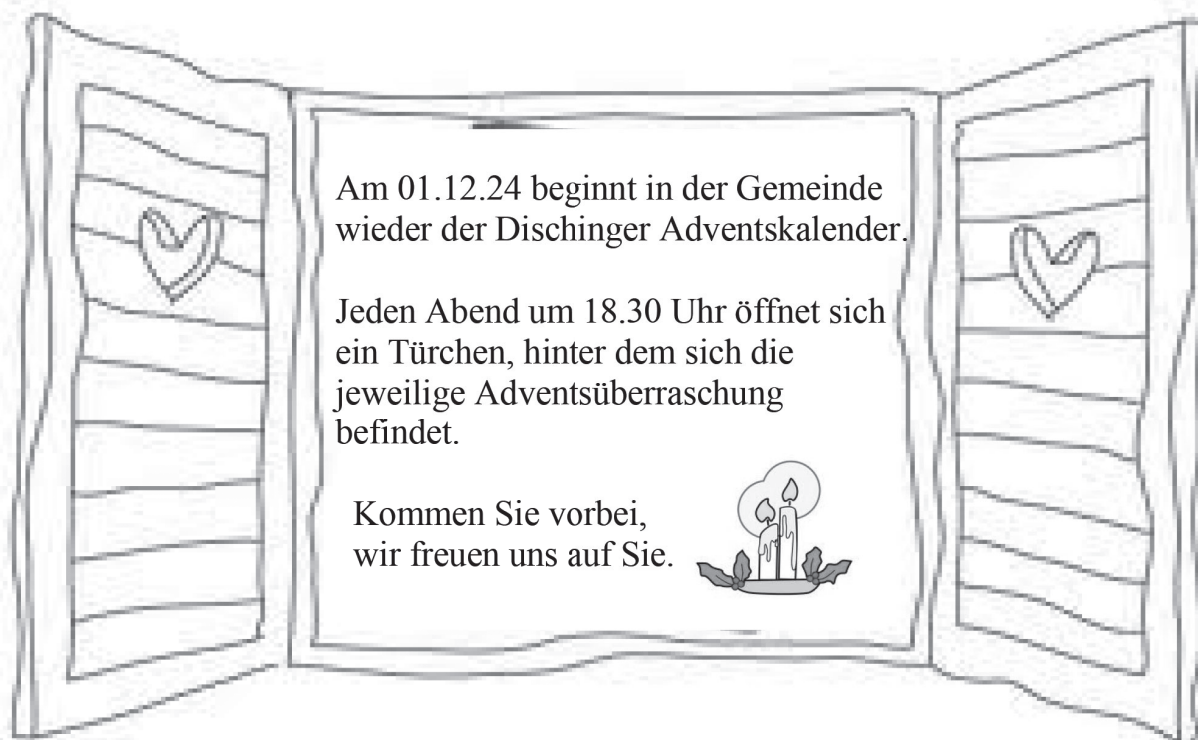 Am 01.12.24 beginnt in der Gemeinde
wieder der Dischinger Adventskalender.
Jeden Abend um 18.30 Uhr öffnet sich
ein Türchen, hinter dem sich die
jeweilige Adventsüberraschung
befindet.
Kommen Sie vorbei,
wir freuen uns auf Sie.